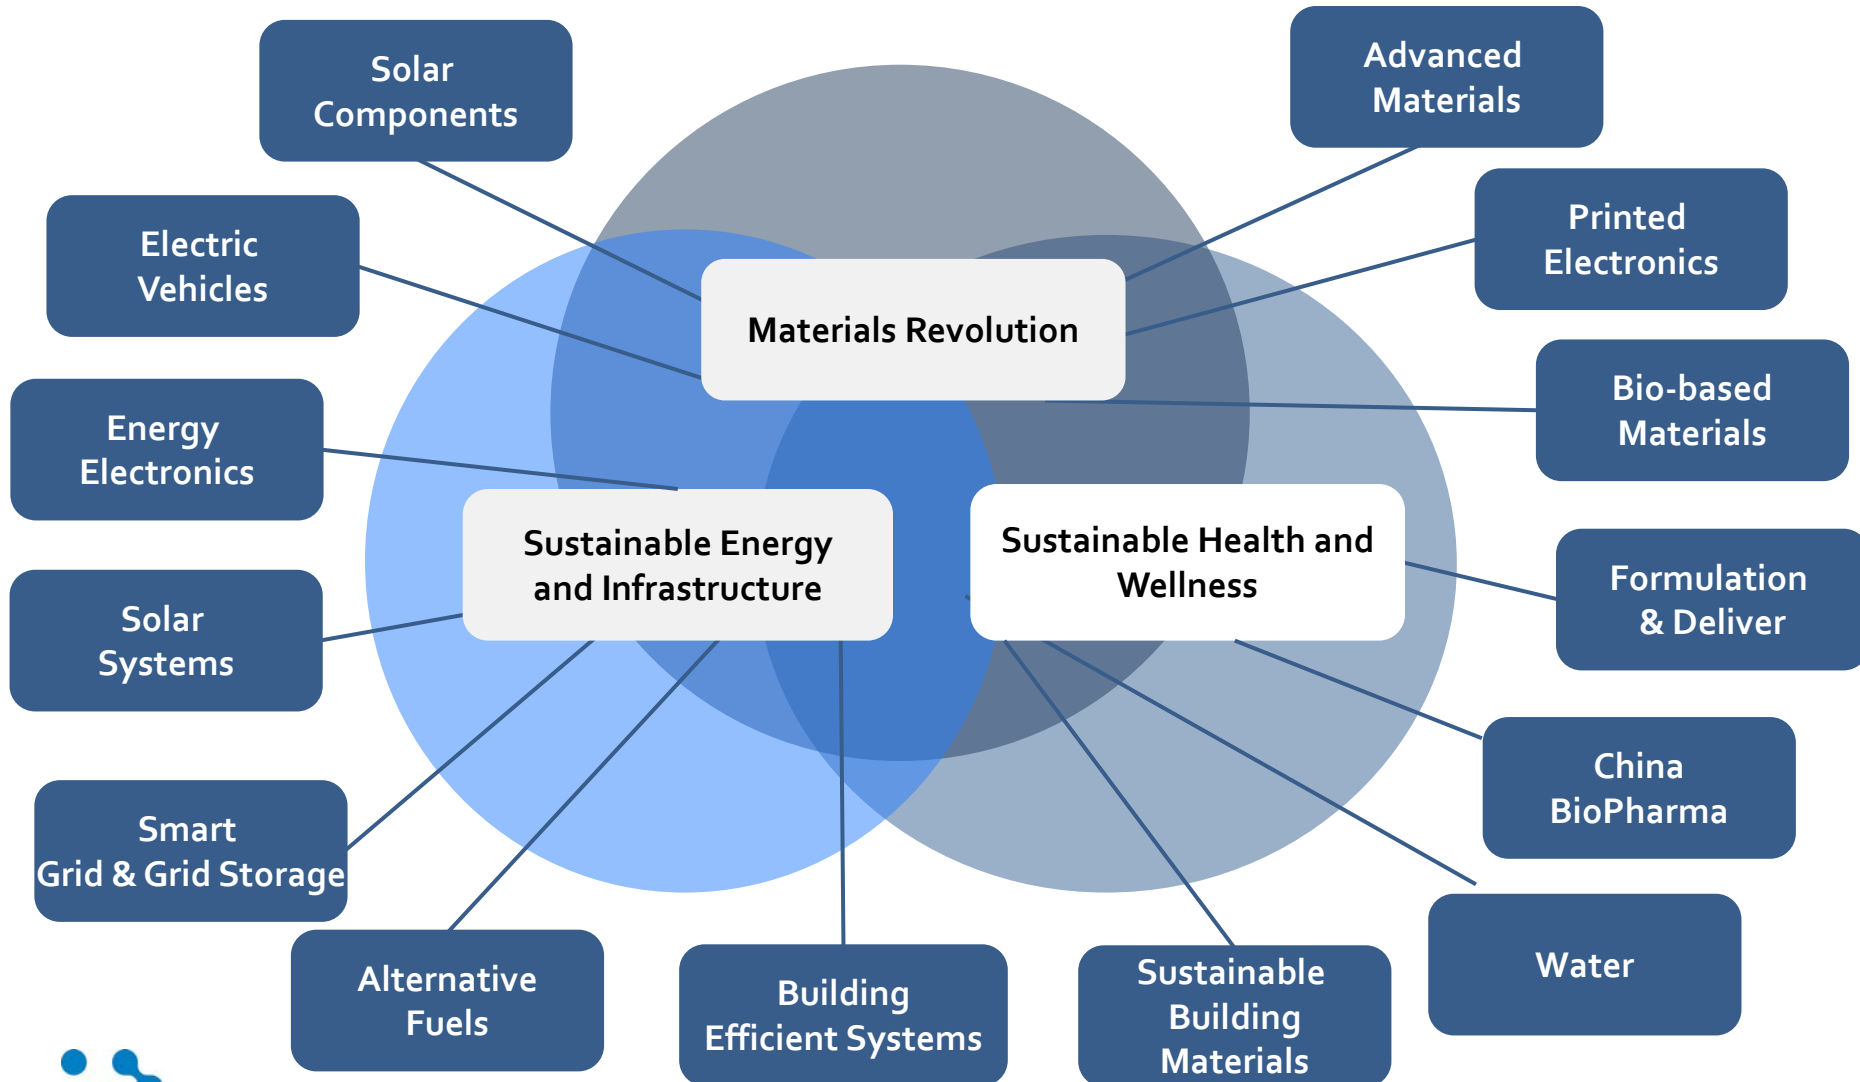 Solar
Components
Advanced
Materials
Printed
Electronics
Electric
Vehicles
Materials Revolution
Bio-based
Materials
Energy
Electronics
Sustainable Energy
and Infrastructure
Sustainable Health and
Wellness
Formulation
& Deliver
Solar
Systems
China
BioPharma
Smart
Grid & Grid Storage
Alternative
Fuels
Building
Efficient Systems
Sustainable
Building
Materials
Water